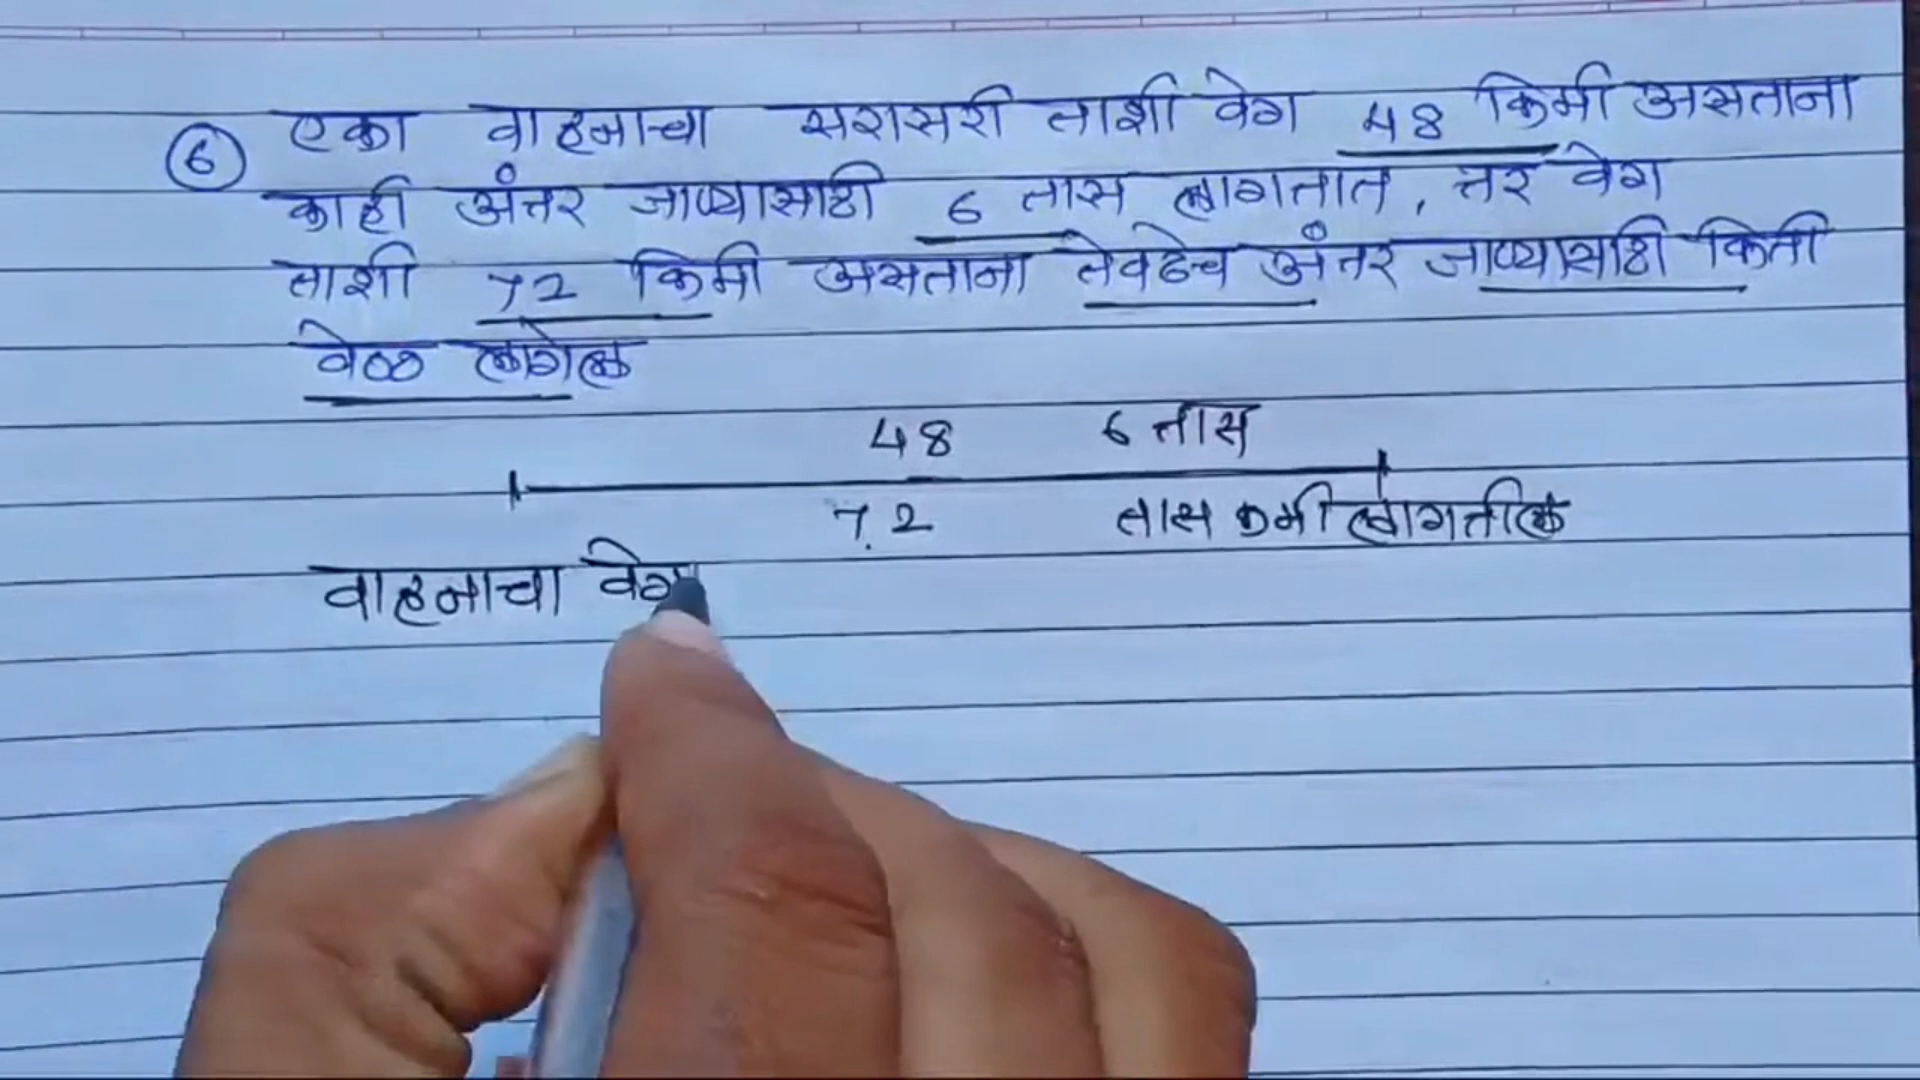 6 एका वाहनाचा सरासरी ताशी वेग 48 किमी असताना
काही अंतर जाण्यासाठी 6 तास लागतात, तर वेग
ताशी 72 किमी असताना तेवढेच अंतर जाण्यासाठी किती
वेळ लागेल
48 6 तास
72 तास कमी लागतील
वाहनाचा वेग